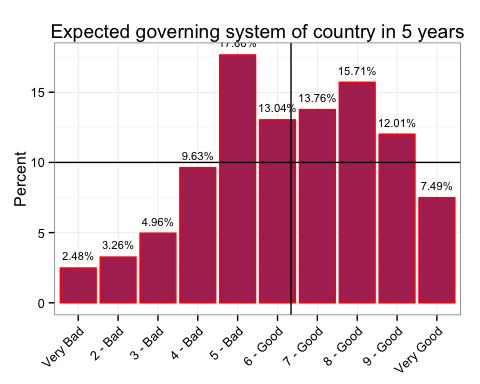 Expected governing system of country in 5 years
Percent
15
10
5
0
2.48%
3.26%
4.96%
9.63%
17.66%
13.04%
13.76%
15.71%
12.01%
7.49%
Very Bad
2 - Bad
3 - Bad
4 - Bad
5 - Bad
6 - Good
7 - Good
8 - Good
9 - Good
Very Good